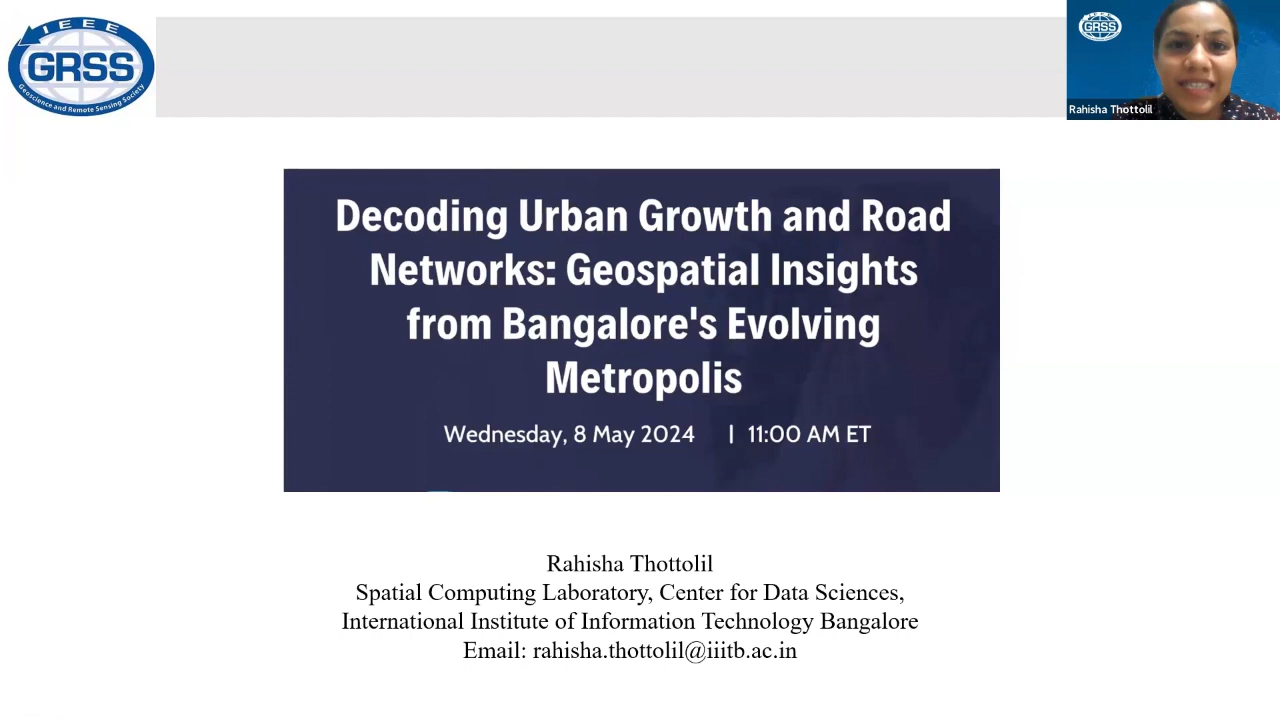 IEEE
GRSS
Geoscience and Remote Sensing Society
GRSS
Rahisha Thottolil
Decoding Urban Growth and Road
Networks: Geospatial Insights
from Bangalore's Evolving
Metropolis
Wednesday, 8 May 2024 | 11:00 AM ET
Rahisha Thottolil
Spatial Computing Laboratory, Center for Data Sciences,
International Institute of Information Technology Bangalore
Email: rahisha.thottolil@iiitb.ac.in